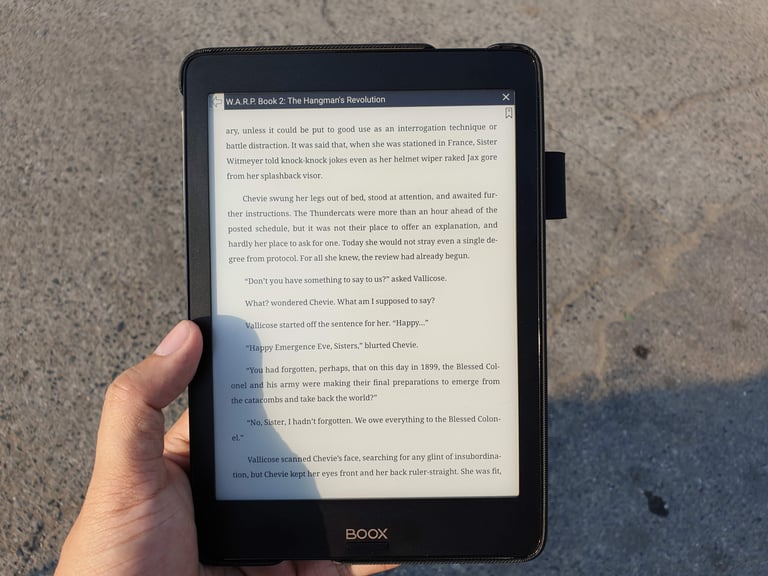 W.A.R.P. Book 2: The Hangman's Revolution
ary, unless it could be put to good use as an interrogation technique or
battle distraction. It was said that, when she was stationed in France, Sister
Witmeyer told knock-knock jokes even as her helmet wiper raked Jax gore
from her splashback visor.
Chevie swung her legs out of bed, stood at attention, and awaited fur-
ther instructions. The Thundercats were more than an hour ahead of the
posted schedule, but it was not their place to offer an explanation, and
hardly her place to ask for one. Today she would not stray even a single de-
gree from protocol. For all she knew, the review had already begun.
“Don’t you have something to say to us?” asked Vallicose.
What? wondered Chevie. What am I supposed to say?
Vallicose started off the sentence for her. “Happy...”
“Happy Emergence Eve, Sisters,” blurted Chevie.
“You had forgotten, perhaps, that on this day in 1899, the Blessed Col-
onel and his army were making their final preparations to emerge from
the catacombs and take back the world?”
“No, Sister, I hadn’t forgotten. We owe everything to the Blessed Colon-
el.”
Vallicose scanned Chevie’s face, searching for any glint of insubordina-
tion, but Chevie kept her eyes front and her back ruler-straight. She was fit,
BOOX